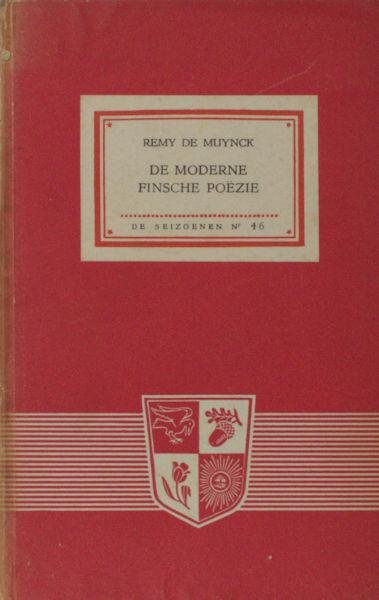 REMY DE MUYNCK
DE MODERNE
FINSCHE POËZIE
DE SEIZOENEN Nº 46